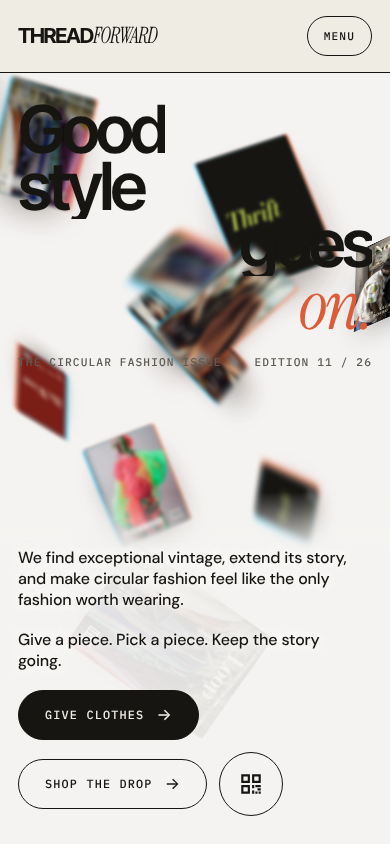 THREADFORWARD
MENU
Good
style
Thrift
goes
on.
THE CIRCULAR FASHION ISSUE
EDITION 11 / 26
We find exceptional vintage, extend its story,
and make circular fashion feel like the only
fashion worth wearing.
Give a piece. Pick a piece. Keep the story
going.
Loop
GIVE CLOTHES →
SHOP THE DROP →